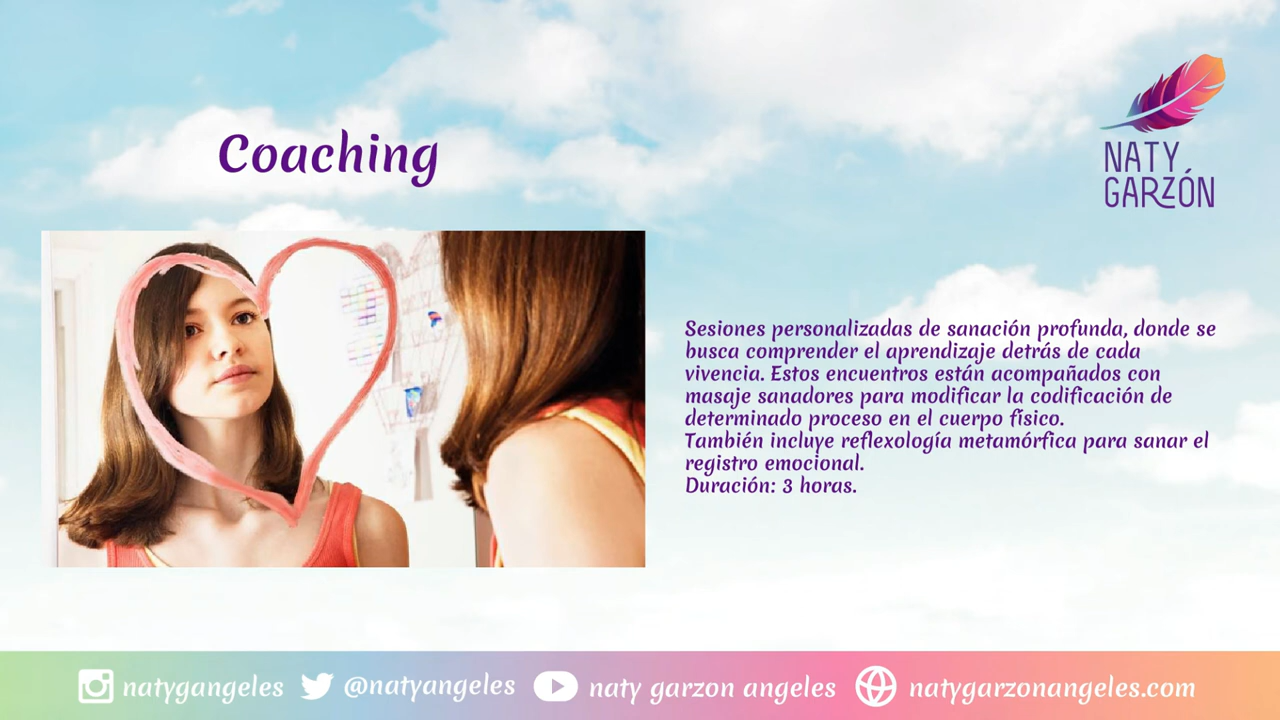 Coaching
NATY
GARZÓN
Sesiones personalizadas de sanación profunda, donde se
busca comprender el aprendizaje detrás de cada
vivencia. Estos encuentros están acompañados con
masaje sanadores para modificar la codificación de
determinado proceso en el cuerpo físico.
También incluye reflexología metamórfica para sanar el
registro emocional.
Duración: 3 horas.
natygangeles @natyangeles naty garzon angeles natygarzonangeles.com